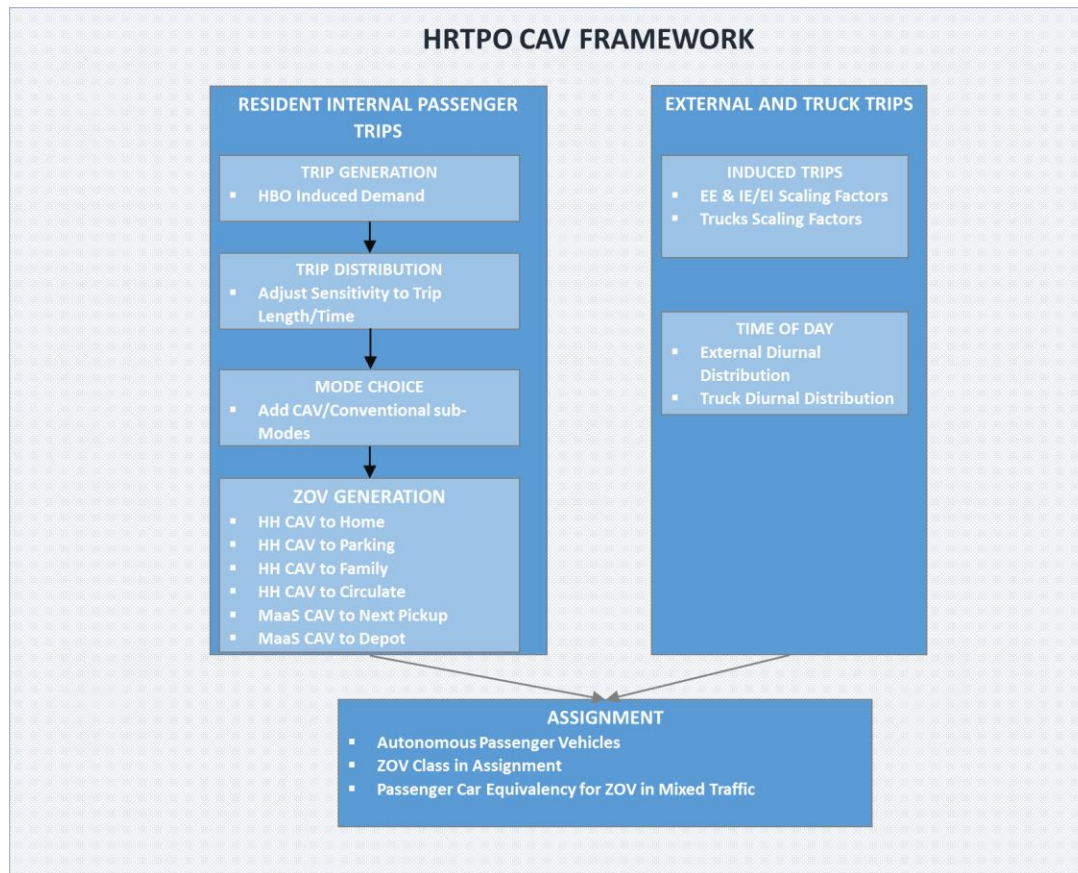 HRTPO CAV FRAMEWORK
RESIDENT INTERNAL PASSENGER
TRIPS
TRIP GENERATION
▪ HBO Induced Demand
TRIP DISTRIBUTION
▪ Adjust Sensitivity to Trip
Length/Time
MODE CHOICE
▪ Add CAV/Conventional sub-
Modes
ZOV GENERATION
▪ HH CAV to Home
▪ HH CAV to Parking
▪ HH CAV to Family
▪ HH CAV to Circulate
▪ MaaS CAV to Next Pickup
▪ MaaS CAV to Depot
EXTERNAL AND TRUCK TRIPS
INDUCED TRIPS
▪ EE & IE/EI Scaling Factors
▪ Trucks Scaling Factors
TIME OF DAY
▪ External Diurnal
Distribution
▪ Truck Diurnal Distribution
ASSIGNMENT
▪ Autonomous Passenger Vehicles
▪ ZOV Class in Assignment
▪ Passenger Car Equivalency for ZOV in Mixed Traffic